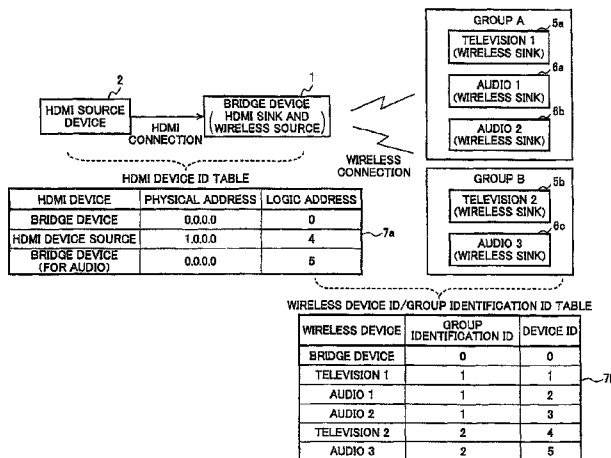 GROUP A
5a
TELEVISION 1
(WIRELESS SINK)
6a
AUDIO 1
(WIRELESS SINK)
6b
AUDIO 2
(WIRELESS SINK)
2
HDMI SOURCE
DEVICE
HDMI
CONNECTION
1
BRIDGE DEVICE
(HDMI SINK AND
WIRELESS SOURCE)
WIRELESS
CONNECTION
GROUP B
5b
TELEVISION 2
(WIRELESS SINK)
6c
AUDIO 3
(WIRELESS SINK)
HDMI DEVICE ID TABLE
HDMI DEVICE PHYSICAL ADDRESS LOGIC ADDRESS
BRIDGE DEVICE 0.0.0.0 0
HDMI DEVICE SOURCE 1.0.0.0 4
BRIDGE DEVICE
(FOR AUDIO) 0.0.0.0 5
7a
WIRELESS DEVICE ID/GROUP IDENTIFICATION ID TABLE
WIRELESS DEVICE GROUP IDENTIFICATION ID DEVICE ID
BRIDGE DEVICE 0 0
TELEVISION 1 1 1
AUDIO 1 1 2
AUDIO 2 1 3
TELEVISION 2 2 4
AUDIO 3 2 5